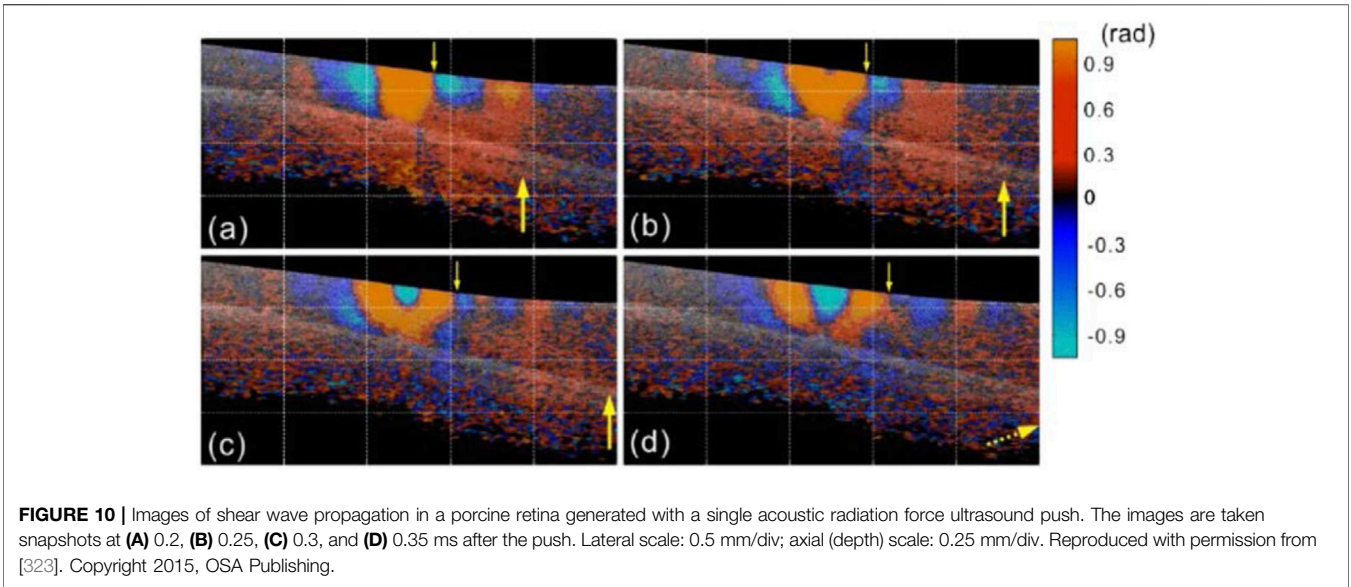 (rad)
0.9
0.6
0.3
0
-0.3
-0.6
-0.9
(a)
(b)
(c)
(d)
FIGURE 10 | Images of shear wave propagation in a porcine retina generated with a single acoustic radiation force ultrasound push. The images are taken
snapshots at (A) 0.2, (B) 0.25, (C) 0.3, and (D) 0.35 ms after the push. Lateral scale: 0.5 mm/div; axial (depth) scale: 0.25 mm/div. Reproduced with permission from
[323]. Copyright 2015, OSA Publishing.